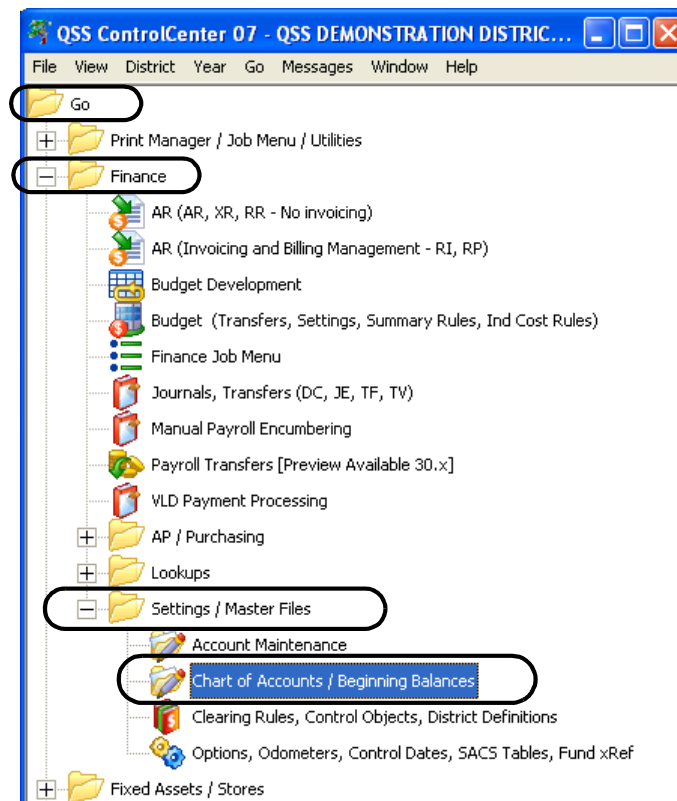 QSS ControlCenter 07 - QSS DEMONSTRATION DISTRIC...
File View District Year Go Messages Window Help
Go
Print Manager / Job Menu / Utilities
Finance
AR (AR, XR, RR - No invoicing)
AR (Invoicing and Billing Management - RI, RP)
Budget Development
Budget (Transfers, Settings, Summary Rules, Ind Cost Rules)
Finance Job Menu
Journals, Transfers (DC, JE, TF, TV)
Manual Payroll Encumbering
Payroll Transfers [Preview Available 30.x]
VLD Payment Processing
AP / Purchasing
Lookups
Settings / Master Files
Account Maintenance
Chart of Accounts / Beginning Balances
Clearing Rules, Control Objects, District Definitions
Options, Odometers, Control Dates, SACS Tables, Fund xRef
Fixed Assets / Stores